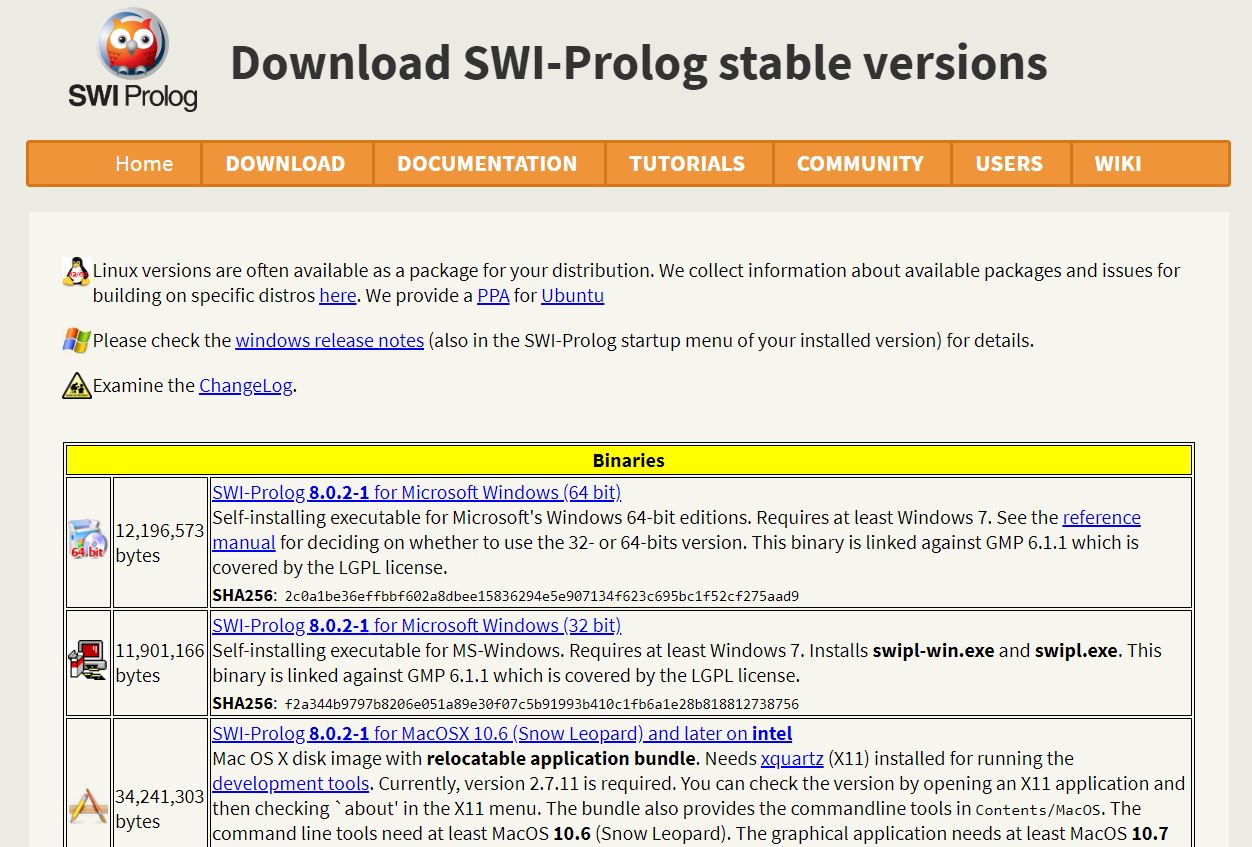 SWI Prolog
Download SWI-Prolog stable versions
Home DOWNLOAD DOCUMENTATION TUTORIALS COMMUNITY USERS WIKI
Linux versions are often available as a package for your distribution. We collect information about available packages and issues for
building on specific distros here. We provide a PPA for Ubuntu
Please check the windows release notes (also in the SWI-Prolog startup menu of your installed version) for details.
Examine the ChangeLog.
Binaries
64.bit
12,196,573
bytes
SWI-Prolog 8.0.2-1 for Microsoft Windows (64 bit)
Self-installing executable for Microsoft's Windows 64-bit editions. Requires at least Windows 7. See the reference
manual for deciding on whether to use the 32- or 64-bits version. This binary is linked against GMP 6.1.1 which is
covered by the LGPL license.
SHA256: 2c0a1be36effbbf602a8dbee15836294e5e907134f623c695bc1f52cf275aad9
11,901,166
bytes
SWI-Prolog 8.0.2-1 for Microsoft Windows (32 bit)
Self-installing executable for MS-Windows. Requires at least Windows 7. Installs swipl-win.exe and swipl.exe. This
binary is linked against GMP 6.1.1 which is covered by the LGPL license.
SHA256: f2a344b9797b8206e051a89e30f07c5b91993b410c1fb6a1e28b818812738756
34,241,303
bytes
SWI-Prolog 8.0.2-1 for MacOSX 10.6 (Snow Leopard) and later on intel
Mac OS X disk image with relocatable application bundle. Needs xquartz (X11) installed for running the
development tools. Currently, version 2.7.11 is required. You can check the version by opening an X11 application and
then checking `about' in the X11 menu. The bundle also provides the commandline tools in Contents/MacOS. The
command line tools need at least MacOS 10.6 (Snow Leopard). The graphical application needs at least MacOS 10.7